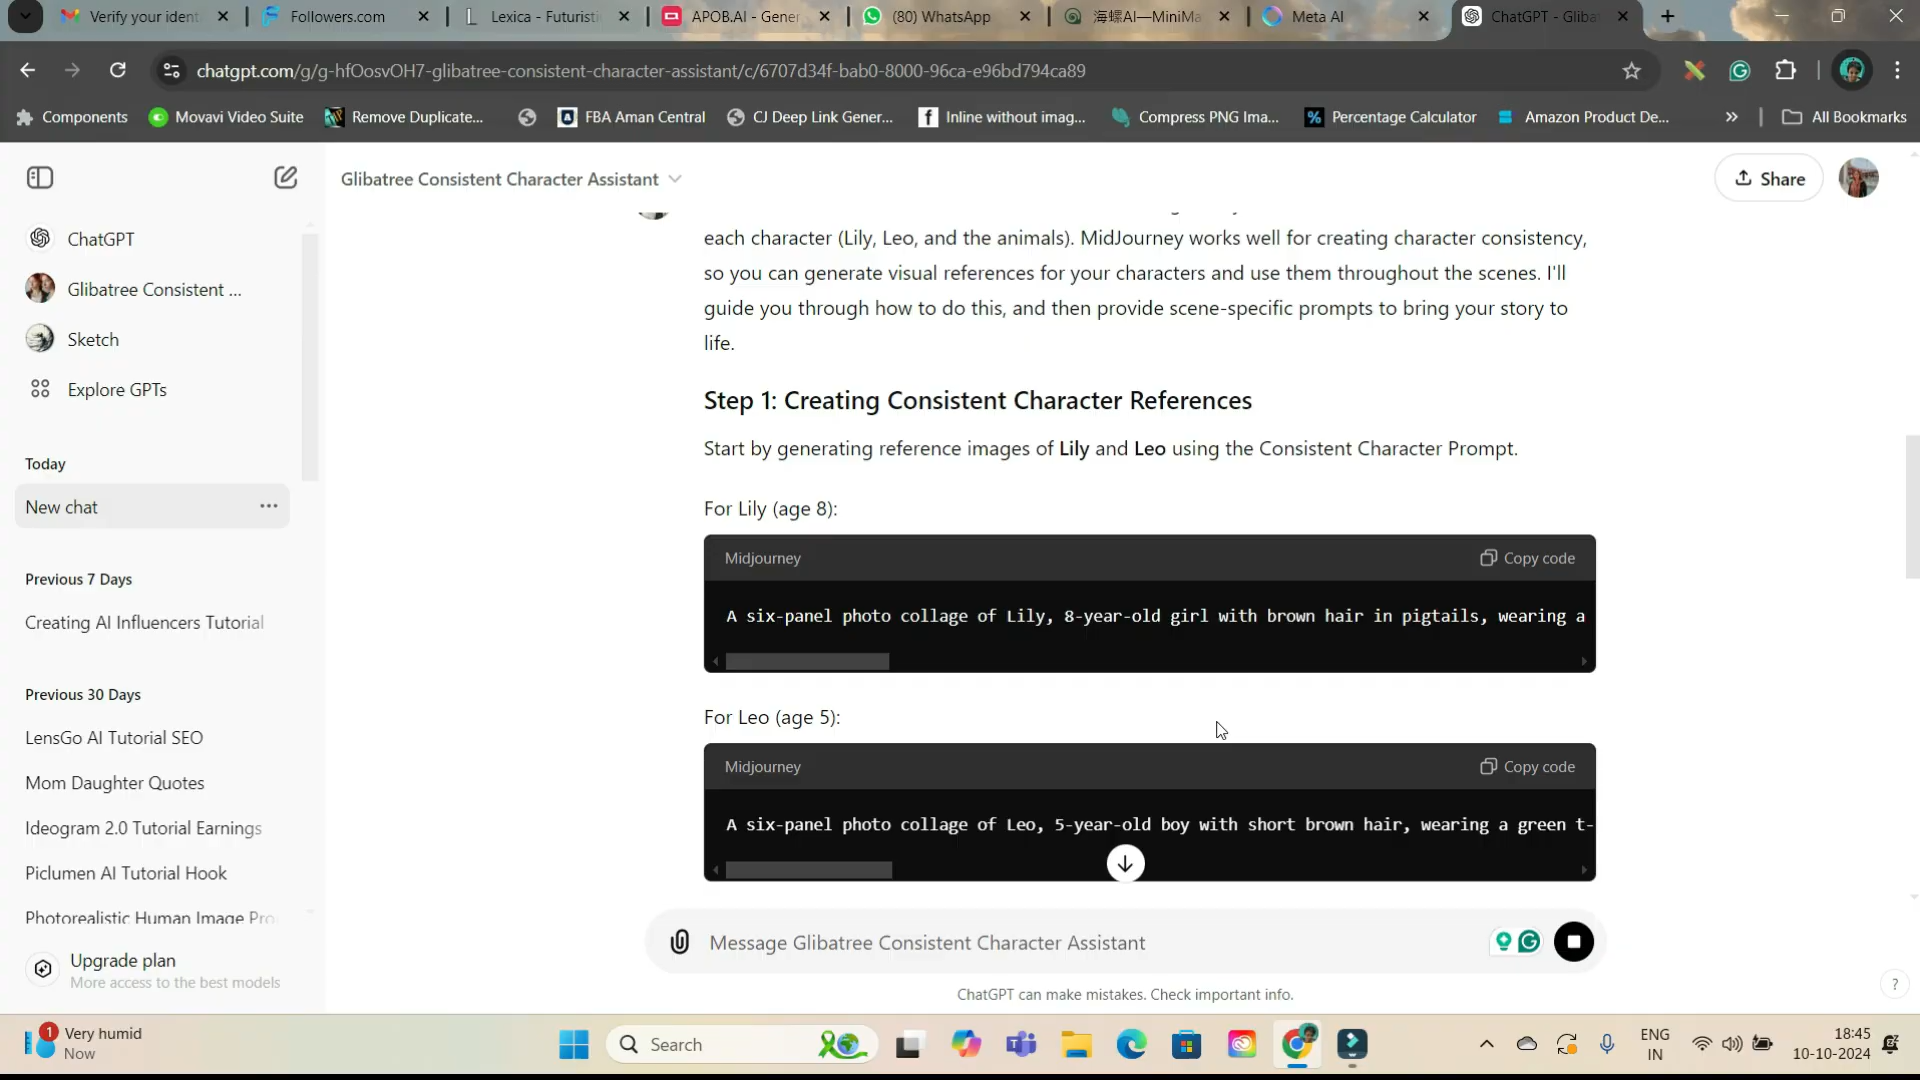 Verify your ident
Followers.com
Lexica - Futuristi
APOB.AI - Gener
(80) WhatsApp
海螺AI—MiniMa
Meta AI
ChatGPT - Gliba
chatgpt.com/g/g-hfOosvOH7-glibatree-consistent-character-assistant/c/6707d34f-bab0-8000-96ca-e96bd794ca89
Components
Movavi Video Suite
Remove Duplicate...
FBA Aman Central
CJ Deep Link Gener...
Inline without imag...
Compress PNG Ima...
Percentage Calculator
Amazon Product De...
All Bookmarks
Glibatree Consistent Character Assistant
Share
ChatGPT
Glibatree Consistent ...
Sketch
Explore GPTs
Today
New chat
Previous 7 Days
Creating AI Influencers Tutorial
Previous 30 Days
LensGo AI Tutorial SEO
Mom Daughter Quotes
Ideogram 2.0 Tutorial Earnings
Piclumen AI Tutorial Hook
Photorealistic Human Image Pro
Upgrade plan
More access to the best models
each character (Lily, Leo, and the animals). MidJourney works well for creating character consistency,
so you can generate visual references for your characters and use them throughout the scenes. I'll
guide you through how to do this, and then provide scene-specific prompts to bring your story to
life.
Step 1: Creating Consistent Character References
Start by generating reference images of Lily and Leo using the Consistent Character Prompt.
For Lily (age 8):
Midjourney
Copy code
A six-panel photo collage of Lily, 8-year-old girl with brown hair in pigtails, wearing a
For Leo (age 5):
Midjourney
Copy code
A six-panel photo collage of Leo, 5-year-old boy with short brown hair, wearing a green t-
Message Glibatree Consistent Character Assistant
ChatGPT can make mistakes. Check important info.
?
1
Very humid
Now
Search
ENG
IN
18:45
10-10-2024